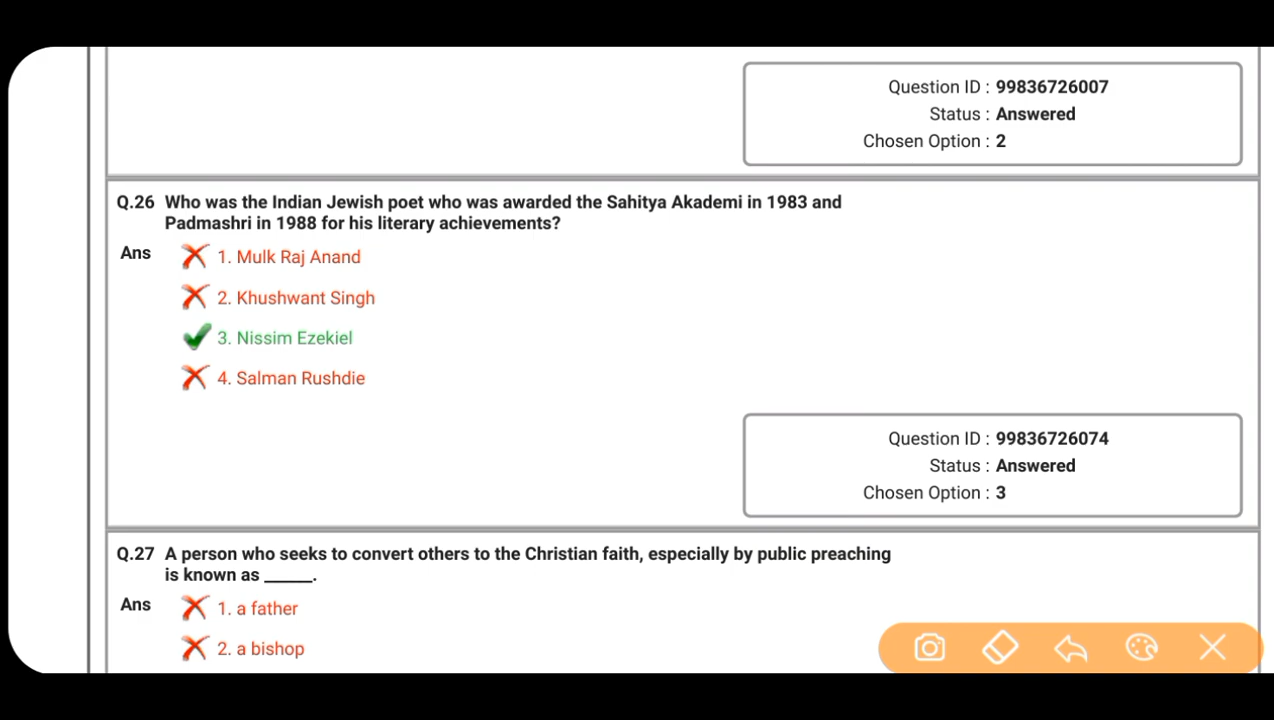 Question ID : 99836726007
Status : Answered
Chosen Option : 2
Q.26 Who was the Indian Jewish poet who was awarded the Sahitya Akademi in 1983 and
Padmashri in 1988 for his literary achievements?
Ans 1. Mulk Raj Anand
2. Khushwant Singh
3. Nissim Ezekiel
4. Salman Rushdie
Question ID : 99836726074
Status : Answered
Chosen Option : 3
Q.27 A person who seeks to convert others to the Christian faith, especially by public preaching
is known as ______.
Ans 1. a father
2. a bishop